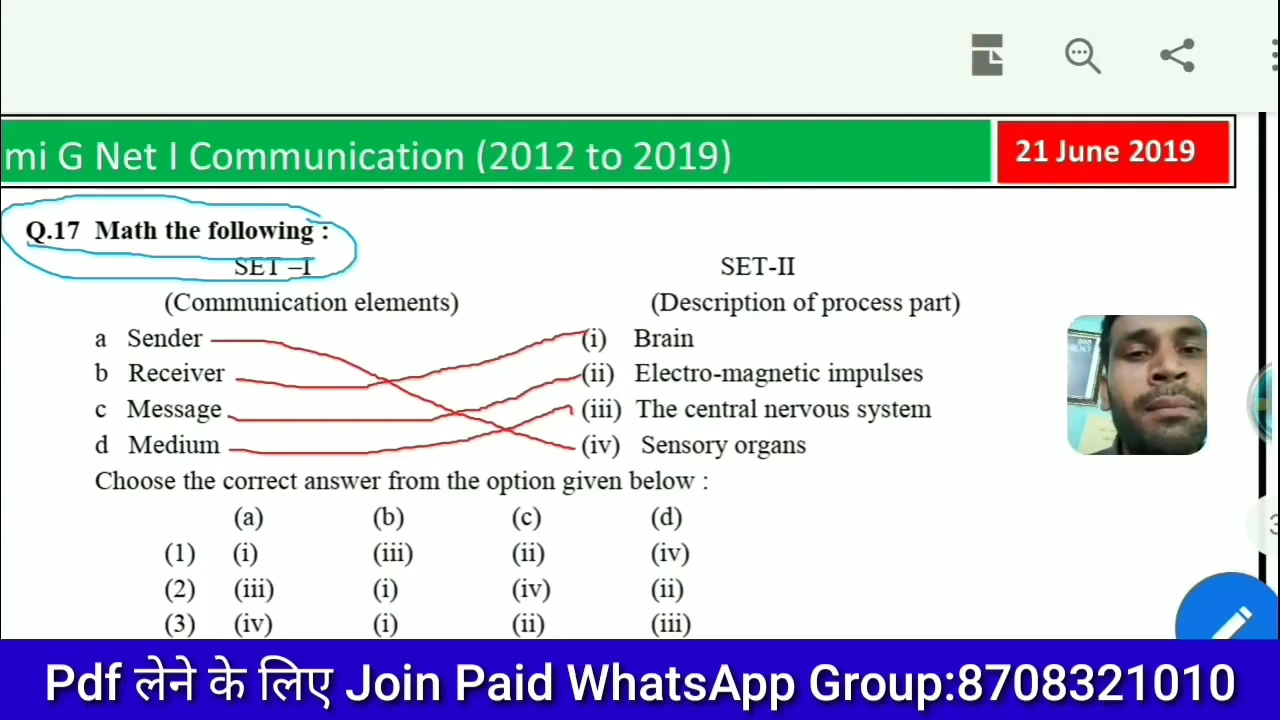 mi G Net I Communication (2012 to 2019) 21 June 2019
Q.17 Math the following :
SET –I SET-II
(Communication elements) (Description of process part)
a Sender (i) Brain
b Receiver (ii) Electro-magnetic impulses
c Message (iii) The central nervous system
d Medium (iv) Sensory organs
Choose the correct answer from the option given below :
(a) (b) (c) (d)
(1) (i) (iii) (ii) (iv)
(2) (iii) (i) (iv) (ii)
(3) (iv) (i) (ii) (iii)
Pdf लेने के लिए Join Paid WhatsApp Group:8708321010